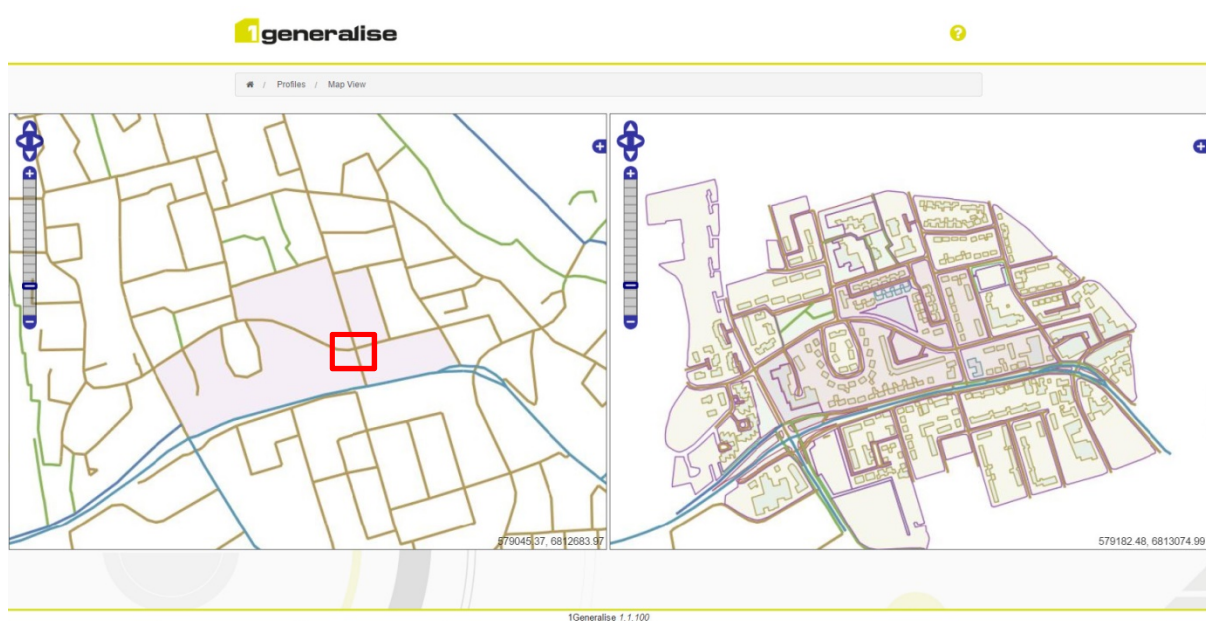 1generalise
?
/ Profiles / Map View
579045.37, 6812683.97
579182.48, 6813074.99
1Generalise 1.1.100